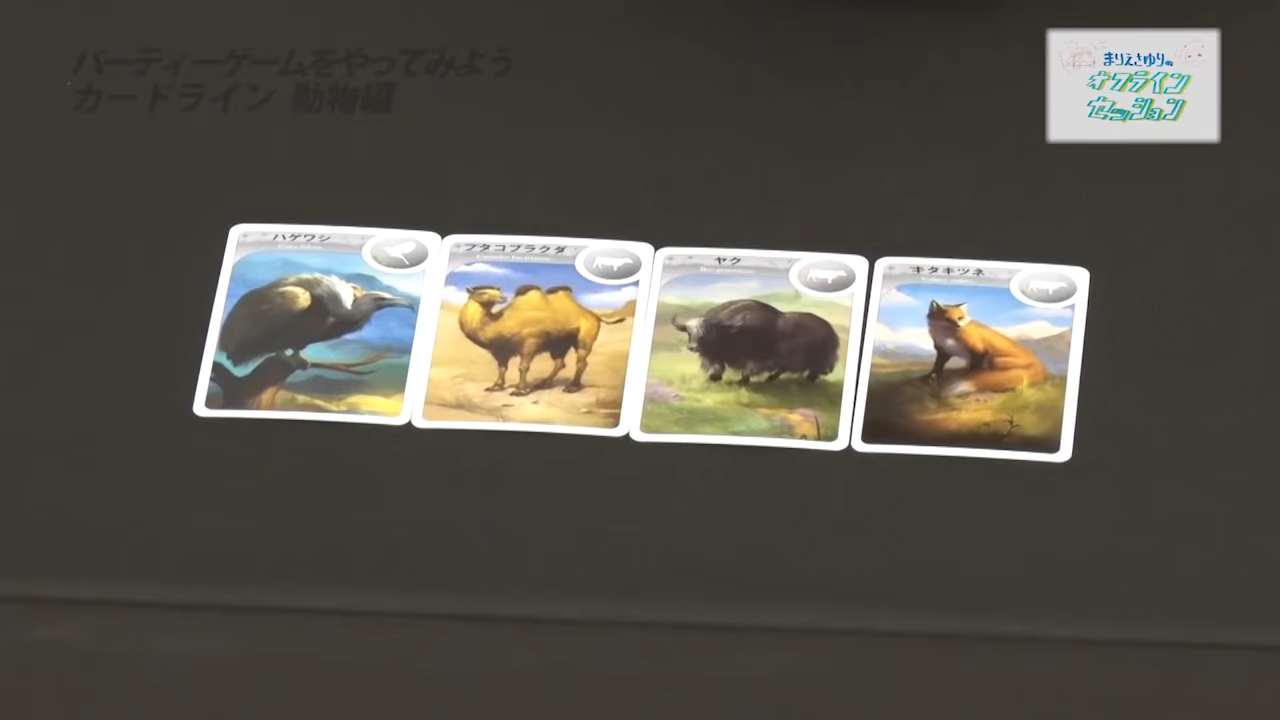 パーティーゲームをやってみよう
カードライン 動物編
まりえさゆりの
オフライン
セッション
ハゲワシ
フタコブラクダ
ヤク
キタキツネ